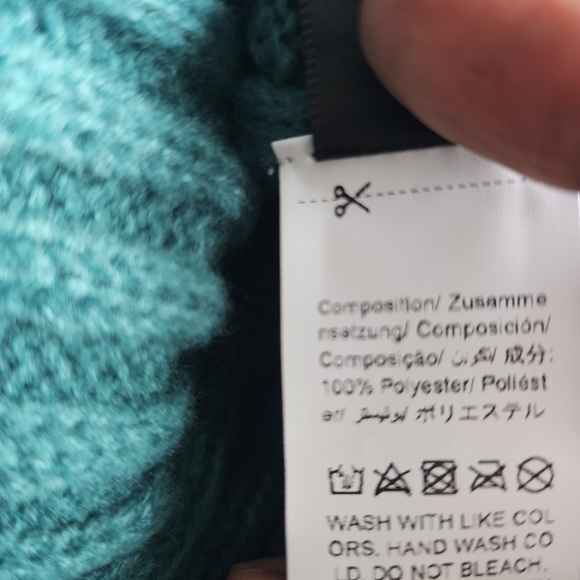 Composition/ Zusamme
nsetzung/ Composición/
Composição/ 成分:
100% Polyester/ Poliést
er/ ポリエステル
WASH WITH LIKE COL
ORS. HAND WASH CO
LD. DO NOT BLEACH.